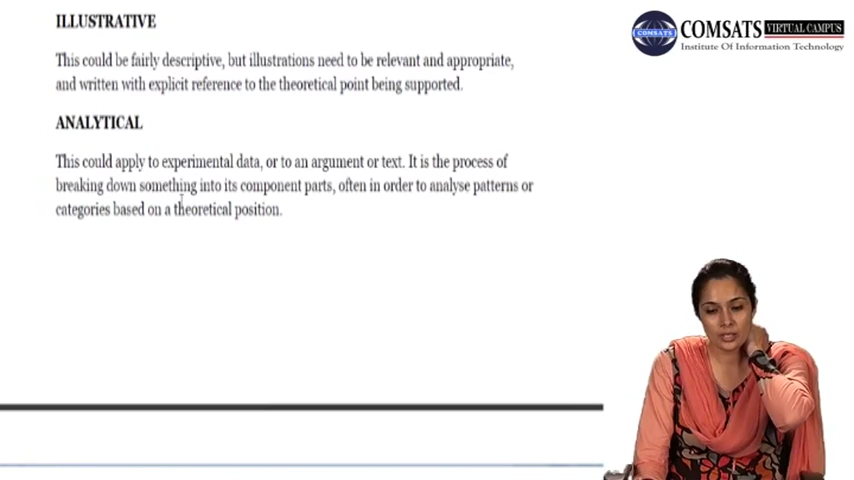 ILLUSTRATIVE
This could be fairly descriptive, but illustrations need to be relevant and appropriate,
and written with explicit reference to the theoretical point being supported.
ANALYTICAL
This could apply to experimental data, or to an argument or text. It is the process of
breaking down something into its component parts, often in order to analyse patterns or
categories based on a theoretical position.
COMSATS
COMSATS VIRTUAL CAMPUS
Institute Of Information Technology